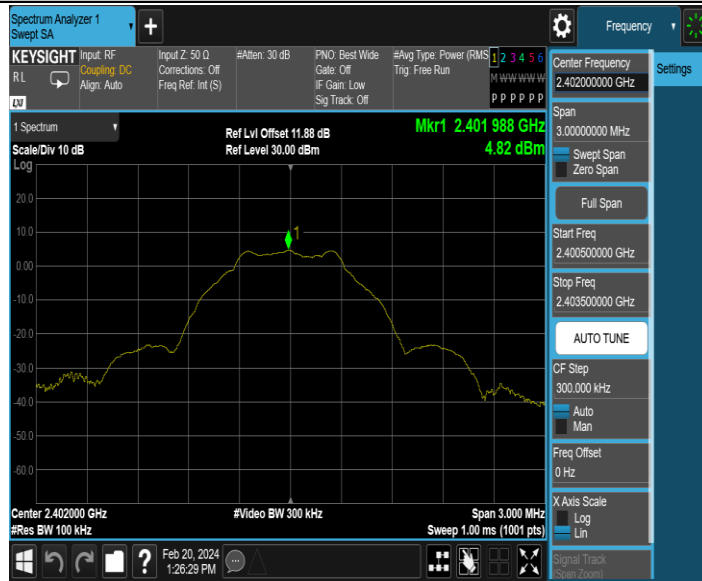 Spectrum Analyzer 1
Swept SA
+
Frequency
KEYSIGHT
RL
LXI
Input: RF
Coupling: DC
Align: Auto
Input Z: 50 Ω
Corrections: Off
Freq Ref: Int (S)
#Atten: 30 dB
PNO: Best Wide
Gate: Off
IF Gain: Low
Sig Track: Off
#Avg Type: Power (RMS
Trig: Free Run
1 2 3 4 5 6
M W W W W W
P P P P P P
1 Spectrum
Scale/Div 10 dB
Ref Lvl Offset 11.88 dB
Ref Level 30.00 dBm
Mkr1 2.401 988 GHz
4.82 dBm
Log
20.0
10.0
0.00
-10.0
-20.0
-30.0
-40.0
-50.0
-60.0
1
Center 2.402000 GHz
#Res BW 100 kHz
#Video BW 300 kHz
Span 3.000 MHz
Sweep 1.00 ms (1001 pts)
Center Frequency
2.402000000 GHz
Settings
Span
3.00000000 MHz
Swept Span
Zero Span
Full Span
Start Freq
2.400500000 GHz
Stop Freq
2.403500000 GHz
AUTO TUNE
CF Step
300.000 kHz
Auto
Man
Freq Offset
0 Hz
X Axis Scale
Log
Lin
Signal Track
(Span Zoom)
?
Feb 20, 2024
1:26:29 PM